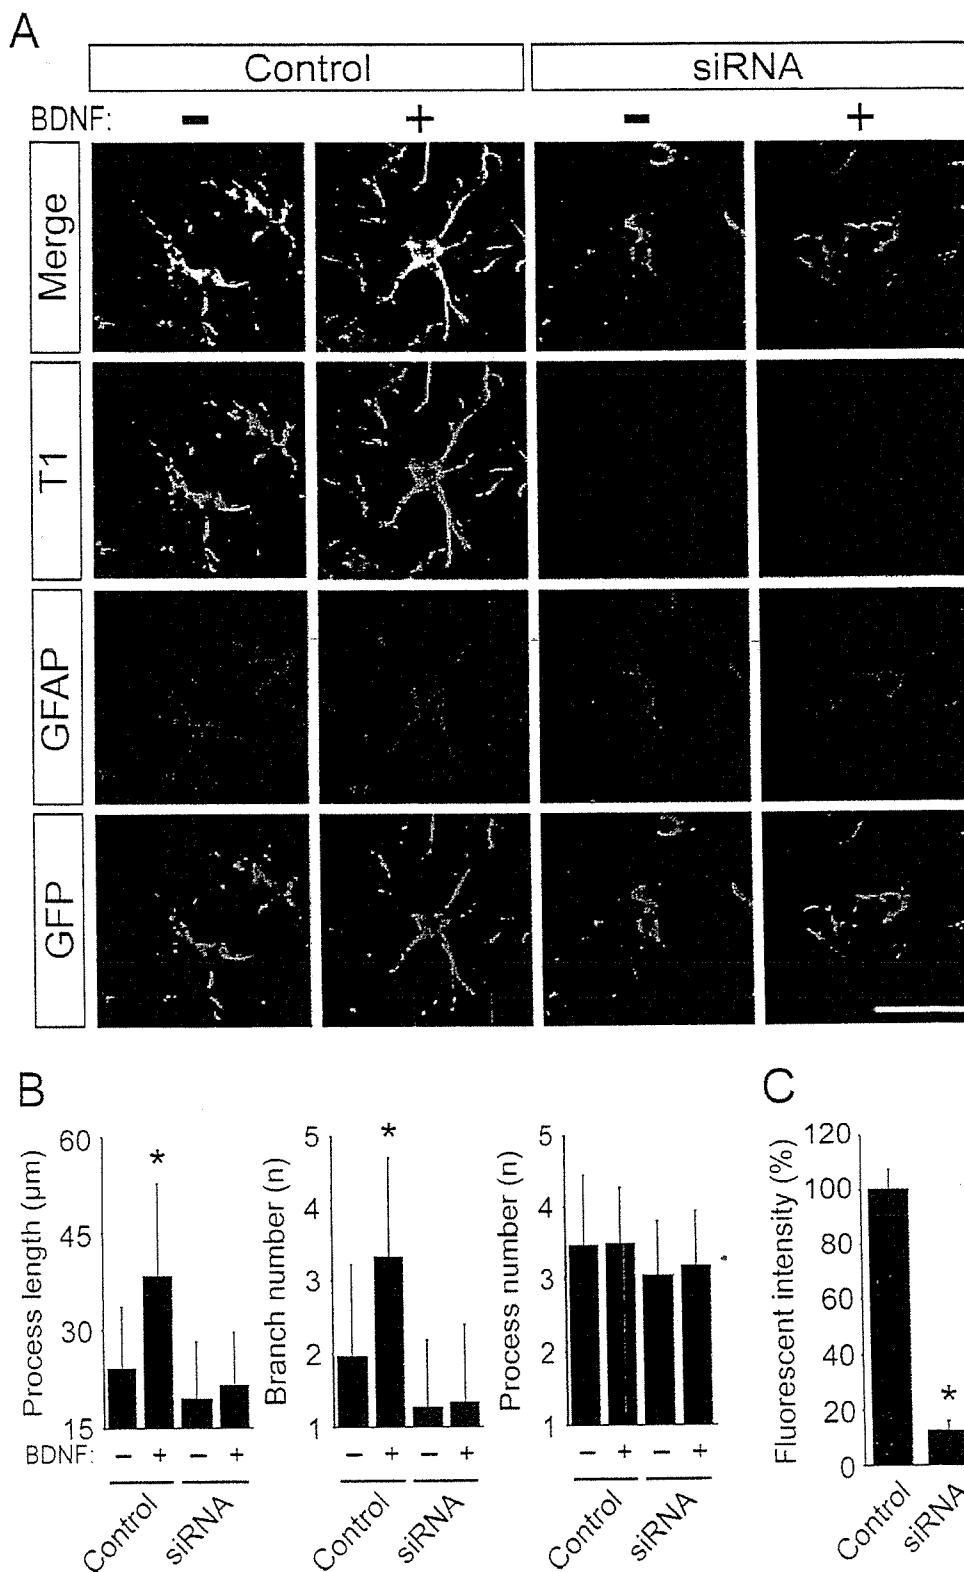 A
Control siRNA
BDNF: − + − +
Merge
T1
GFAP
GFP
B
Process length (µm)
60
45
30
15
*
BDNF: − + − +
Control siRNA
Branch number (n)
5
4
3
2
1
*
− + − +
Control siRNA
Process number (n)
5
4
3
2
1
− + − +
Control siRNA
C
Fluorescent intensity (%)
120
100
80
60
40
20
0
*
Control siRNA